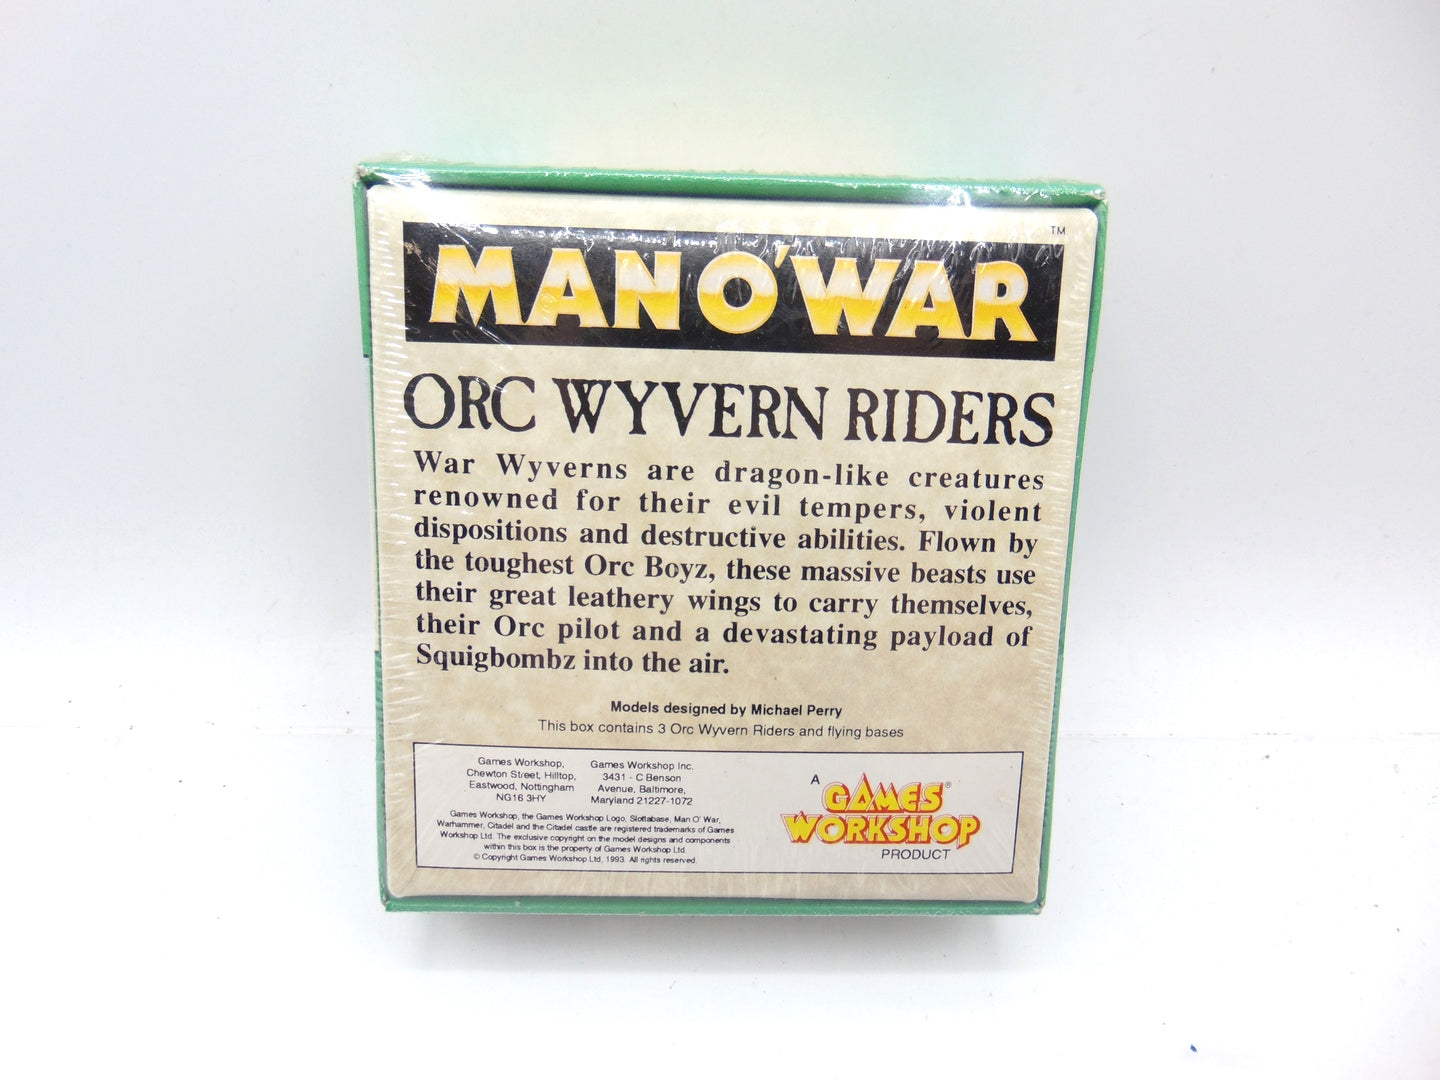 TM
MAN O'WAR
ORC WYVERN RIDERS
War Wyverns are dragon-like creatures
renowned for their evil tempers, violent
dispositions and destructive abilities. Flown by
the toughest Orc Boyz, these massive beasts use
their great leathery wings to carry themselves,
their Orc pilot and a devastating payload of
Squigbombz into the air.
Models designed by Michael Perry
This box contains 3 Orc Wyvern Riders and flying bases
Games Workshop,
Chewton Street, Hilltop,
Eastwood, Nottingham
NG16 3HY
Games Workshop Inc.
3431 - C Benson
Avenue, Baltimore,
Maryland 21227-1072
Games Workshop, the Games Workshop Logo, Slottabase, Man O' War,
Warhammer, Citadel and the Citadel castle are registered trademarks of Games
Workshop Ltd. The exclusive copyright on the model designs and components
within this box is the property of Games Workshop Ltd.
© Copyright Games Workshop Ltd, 1993. All rights reserved.
A
GAMES®
WORKSHOP
PRODUCT